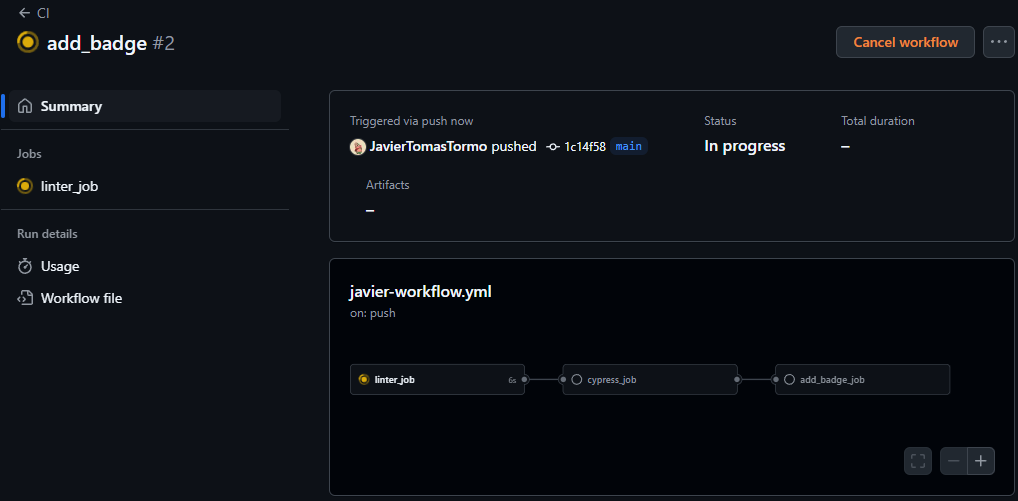 ← CI
add_badge #2
Cancel workflow
Summary
Jobs
linter_job
Run details
Usage
Workflow file
Triggered via push now
JavierTomasTormo pushed 1c14f58 main
Status
In progress
Total duration
–
Artifacts
–
javier-workflow.yml
on: push
linter_job 6s
cypress_job
add_badge_job